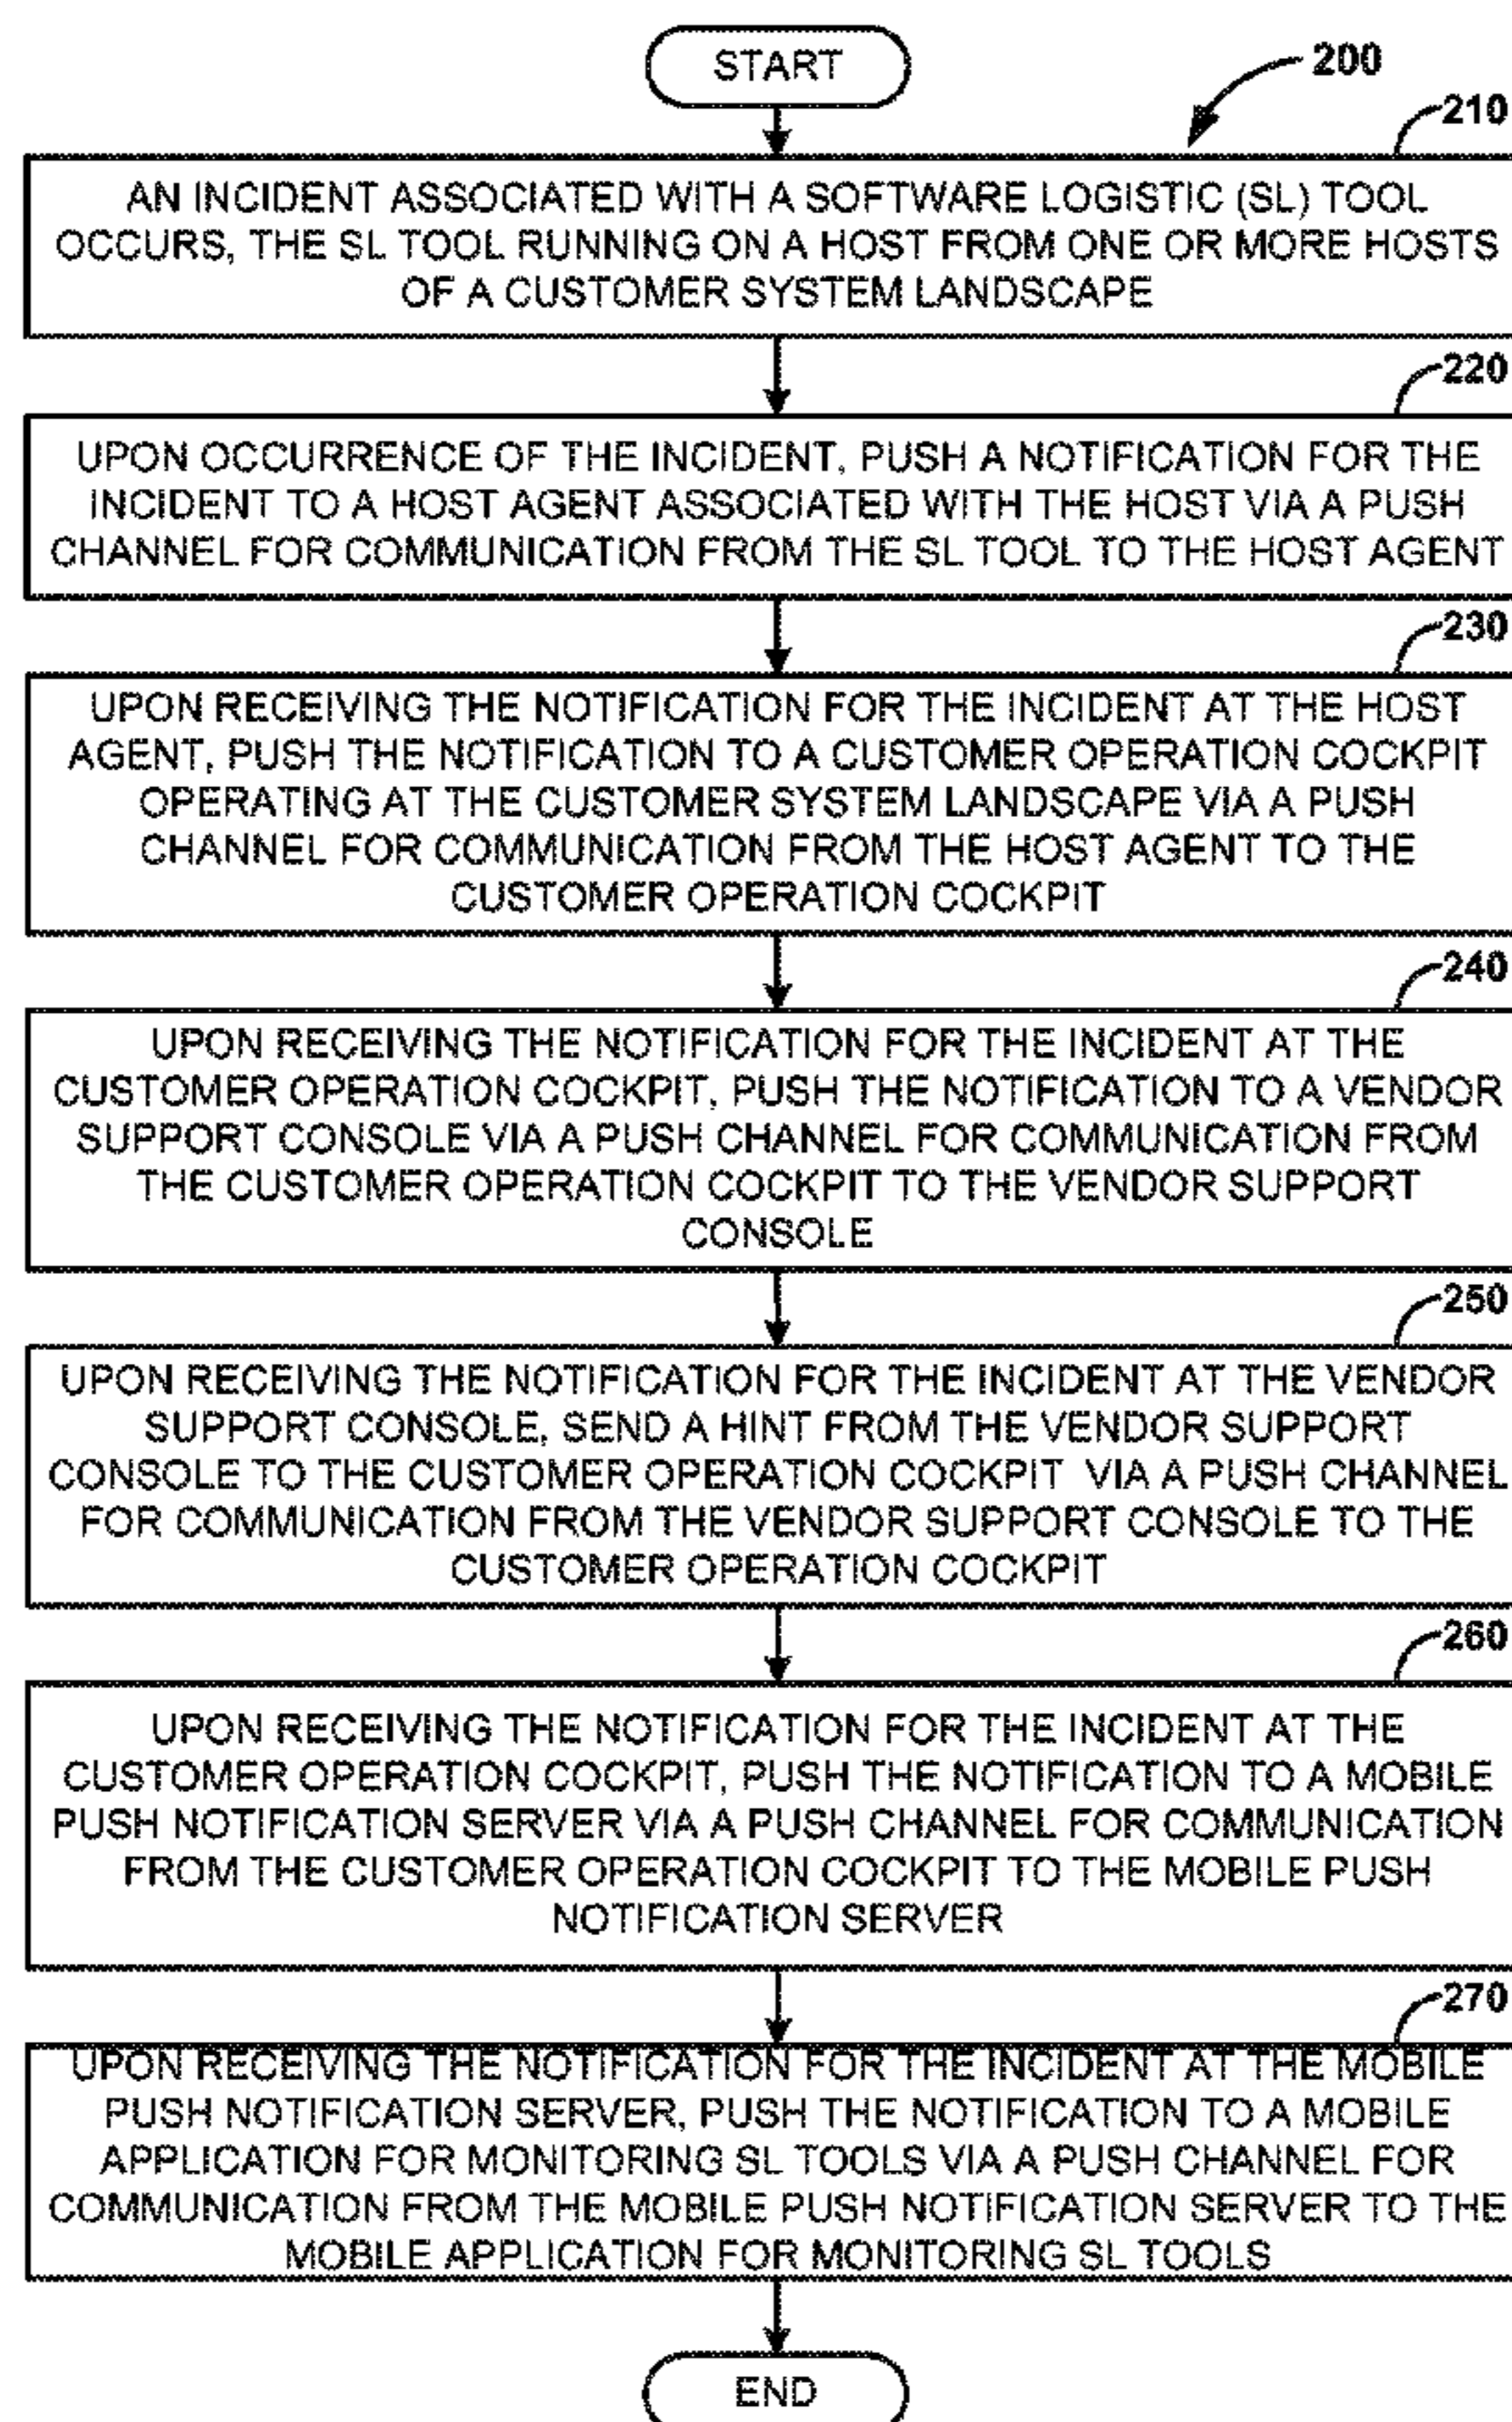 START
200
210
AN INCIDENT ASSOCIATED WITH A SOFTWARE LOGISTIC (SL) TOOL
OCCURS, THE SL TOOL RUNNING ON A HOST FROM ONE OR MORE HOSTS
OF A CUSTOMER SYSTEM LANDSCAPE
220
UPON OCCURRENCE OF THE INCIDENT, PUSH A NOTIFICATION FOR THE
INCIDENT TO A HOST AGENT ASSOCIATED WITH THE HOST VIA A PUSH
CHANNEL FOR COMMUNICATION FROM THE SL TOOL TO THE HOST AGENT
230
UPON RECEIVING THE NOTIFICATION FOR THE INCIDENT AT THE HOST
AGENT, PUSH THE NOTIFICATION TO A CUSTOMER OPERATION COCKPIT
OPERATING AT THE CUSTOMER SYSTEM LANDSCAPE VIA A PUSH
CHANNEL FOR COMMUNICATION FROM THE HOST AGENT TO THE
CUSTOMER OPERATION COCKPIT
240
UPON RECEIVING THE NOTIFICATION FOR THE INCIDENT AT THE
CUSTOMER OPERATION COCKPIT, PUSH THE NOTIFICATION TO A VENDOR
SUPPORT CONSOLE VIA A PUSH CHANNEL FOR COMMUNICATION FROM
THE CUSTOMER OPERATION COCKPIT TO THE VENDOR SUPPORT
CONSOLE
250
UPON RECEIVING THE NOTIFICATION FOR THE INCIDENT AT THE VENDOR
SUPPORT CONSOLE, SEND A HINT FROM THE VENDOR SUPPORT
CONSOLE TO THE CUSTOMER OPERATION COCKPIT VIA A PUSH CHANNEL
FOR COMMUNICATION FROM THE VENDOR SUPPORT CONSOLE TO THE
CUSTOMER OPERATION COCKPIT
260
UPON RECEIVING THE NOTIFICATION FOR THE INCIDENT AT THE
CUSTOMER OPERATION COCKPIT, PUSH THE NOTIFICATION TO A MOBILE
PUSH NOTIFICATION SERVER VIA A PUSH CHANNEL FOR COMMUNICATION
FROM THE CUSTOMER OPERATION COCKPIT TO THE MOBILE PUSH
NOTIFICATION SERVER
270
UPON RECEIVING THE NOTIFICATION FOR THE INCIDENT AT THE MOBILE
PUSH NOTIFICATION SERVER, PUSH THE NOTIFICATION TO A MOBILE
APPLICATION FOR MONITORING SL TOOLS VIA A PUSH CHANNEL FOR
COMMUNICATION FROM THE MOBILE PUSH NOTIFICATION SERVER TO THE
MOBILE APPLICATION FOR MONITORING SL TOOLS
END